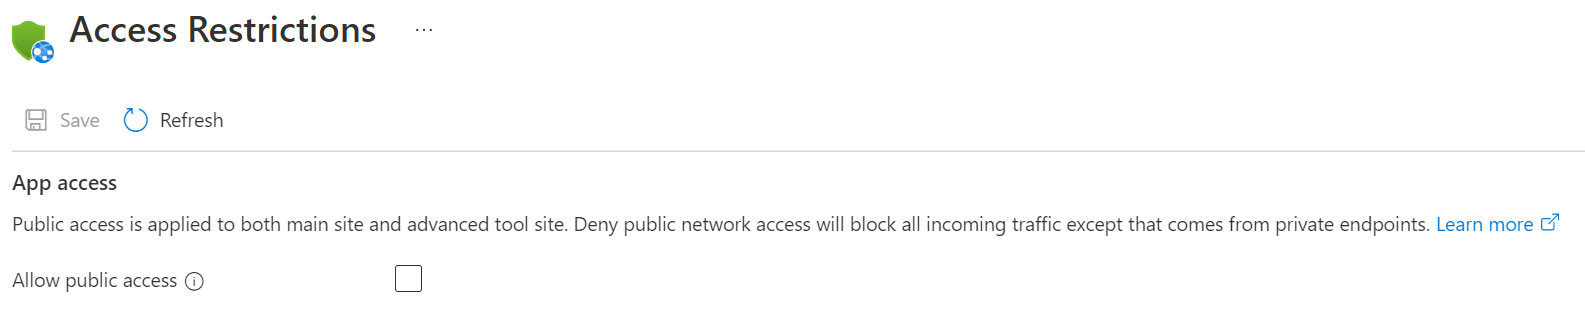 Access Restrictions ...
Save Refresh
App access
Public access is applied to both main site and advanced tool site. Deny public network access will block all incoming traffic except that comes from private endpoints. Learn more
Allow public access